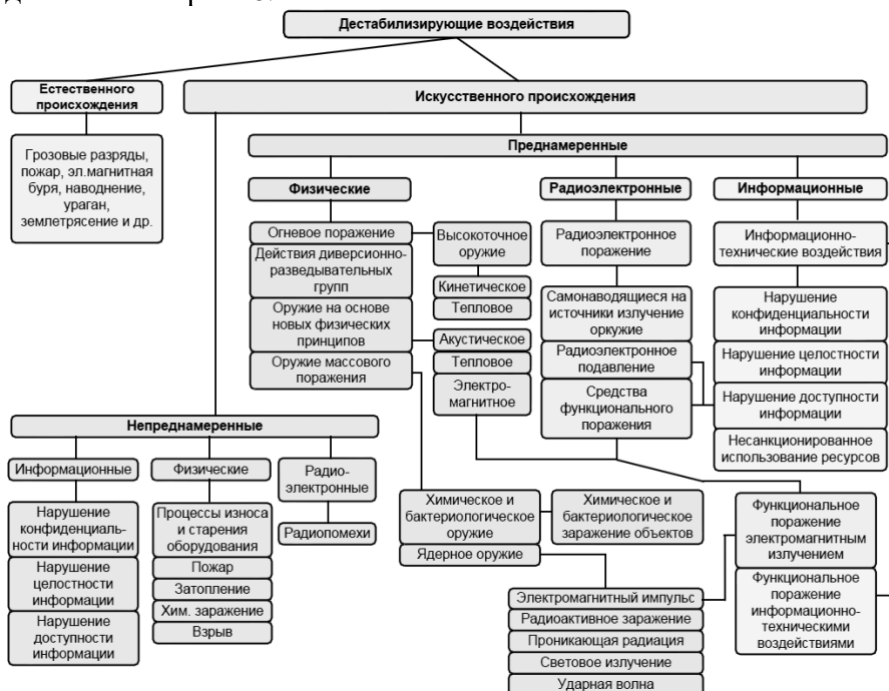 Дестабилизирующие воздействия
Естественного
происхождения
Искусственного происхождения
Грозовые разряды,
пожар, эл.магнитная
буря, наводнение,
ураган,
землетрясение и др.
Преднамеренные
Физические
Радиоэлектронные
Информационные
Огневое поражение
Действия диверсионно-
разведывательных
групп
Оружие на основе
новых физических
принципов
Оружие массового
поражения
Высокоточное
оружие
Кинетическое
Тепловое
Акустическое
Тепловое
Электро-
магнитное
Радиоэлектронное
поражение
Самонаводящиеся на
источники излучение
оркужие
Радиоэлектронное
подавление
Средства
функционального
поражения
Информационно-
технические воздействия
Нарушение
конфиденциальности
информации
Нарушение целостности
информации
Нарушение доступности
информации
Несанкционированное
использование ресурсов
Непреднамеренные
Информационные
Физические
Радио-
электронные
Нарушение
конфиденциаль-
ности информации
Нарушение
целостности
информации
Нарушение
доступности
информации
Процессы износа
и старения
оборудования
Пожар
Затопление
Хим. заражение
Взрыв
Радиопомехи
Химическое и
бактериологическое
оружие
Ядерное оружие
Химическое и
бактериологическое
заражение объектов
Электромагнитный импульс
Радиоактивное заражение
Проникающая радиация
Световое излучение
Ударная волна
Функциональное
поражение
электромагнитным
излучением
Функциональное
поражение
информационно-
техническими
воздействиями